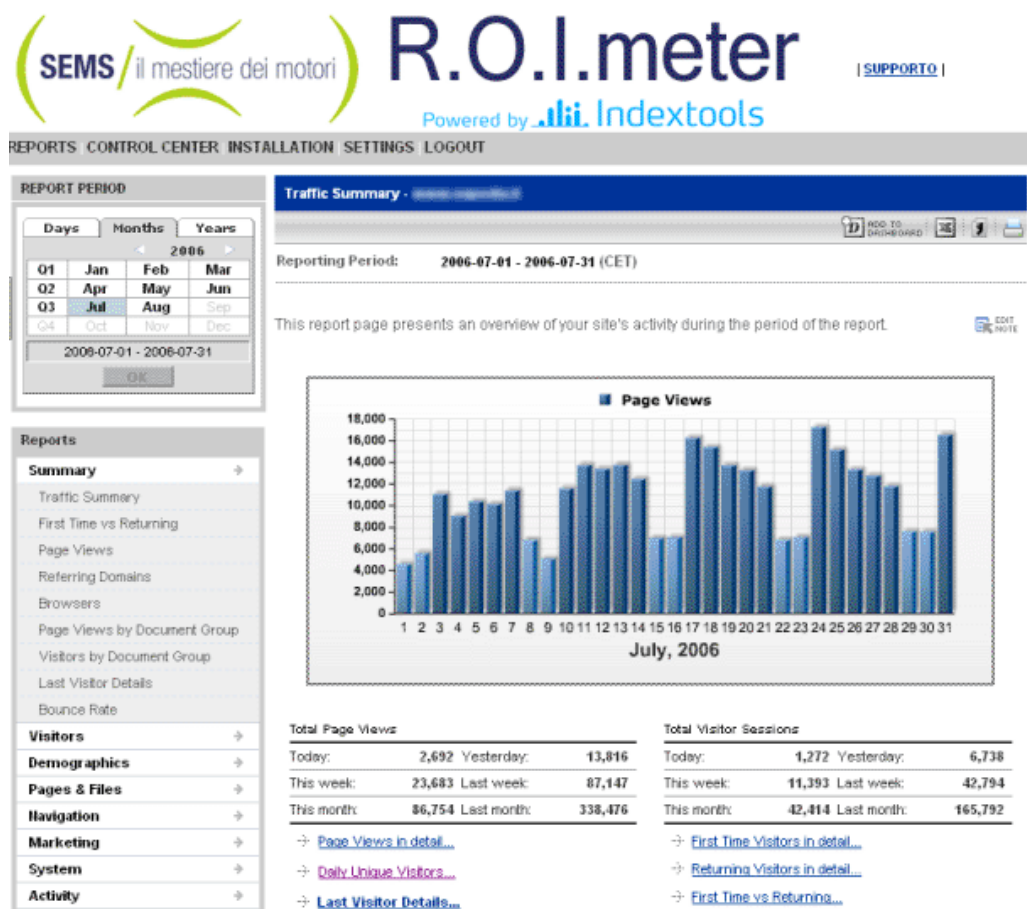 SEMS / il mestiere dei motori
R.O.I.meter
| SUPPORTO |
Powered by Indextools
REPORTS CONTROL CENTER INSTALLATION SETTINGS LOGOUT
REPORT PERIOD
Days Months Years
2006
Q1 Jan Feb Mar
Q2 Apr May Jun
Q3 Jul Aug Sep
Q4 Oct Nov Dec
2006-07-01 - 2006-07-31
OK
Reports
Summary
Traffic Summary
First Time vs Returning
Page Views
Referring Domains
Browsers
Page Views by Document Group
Visitors by Document Group
Last Visitor Details
Bounce Rate
Visitors
Demographics
Pages & Files
Navigation
Marketing
System
Activity
Traffic Summary -
ADD TO DASHBOARD
Reporting Period: 2006-07-01 - 2006-07-31 (CET)
This report page presents an overview of your site's activity during the period of the report.
EDIT NOTE
Page Views
18,000
16,000
14,000
12,000
10,000
8,000
6,000
4,000
2,000
0
1 2 3 4 5 6 7 8 9 10 11 12 13 14 15 16 17 18 19 20 21 22 23 24 25 26 27 28 29 30 31
July, 2006
Total Page Views
Today: 2,692 Yesterday: 13,816
This week: 23,683 Last week: 87,147
This month: 86,754 Last month: 338,476
Page Views in detail...
Daily Unique Visitors...
Last Visitor Details...
Total Visitor Sessions
Today: 1,272 Yesterday: 6,738
This week: 11,393 Last week: 42,794
This month: 42,414 Last month: 165,792
First Time Visitors in detail...
Returning Visitors in detail...
First Time vs Returning...